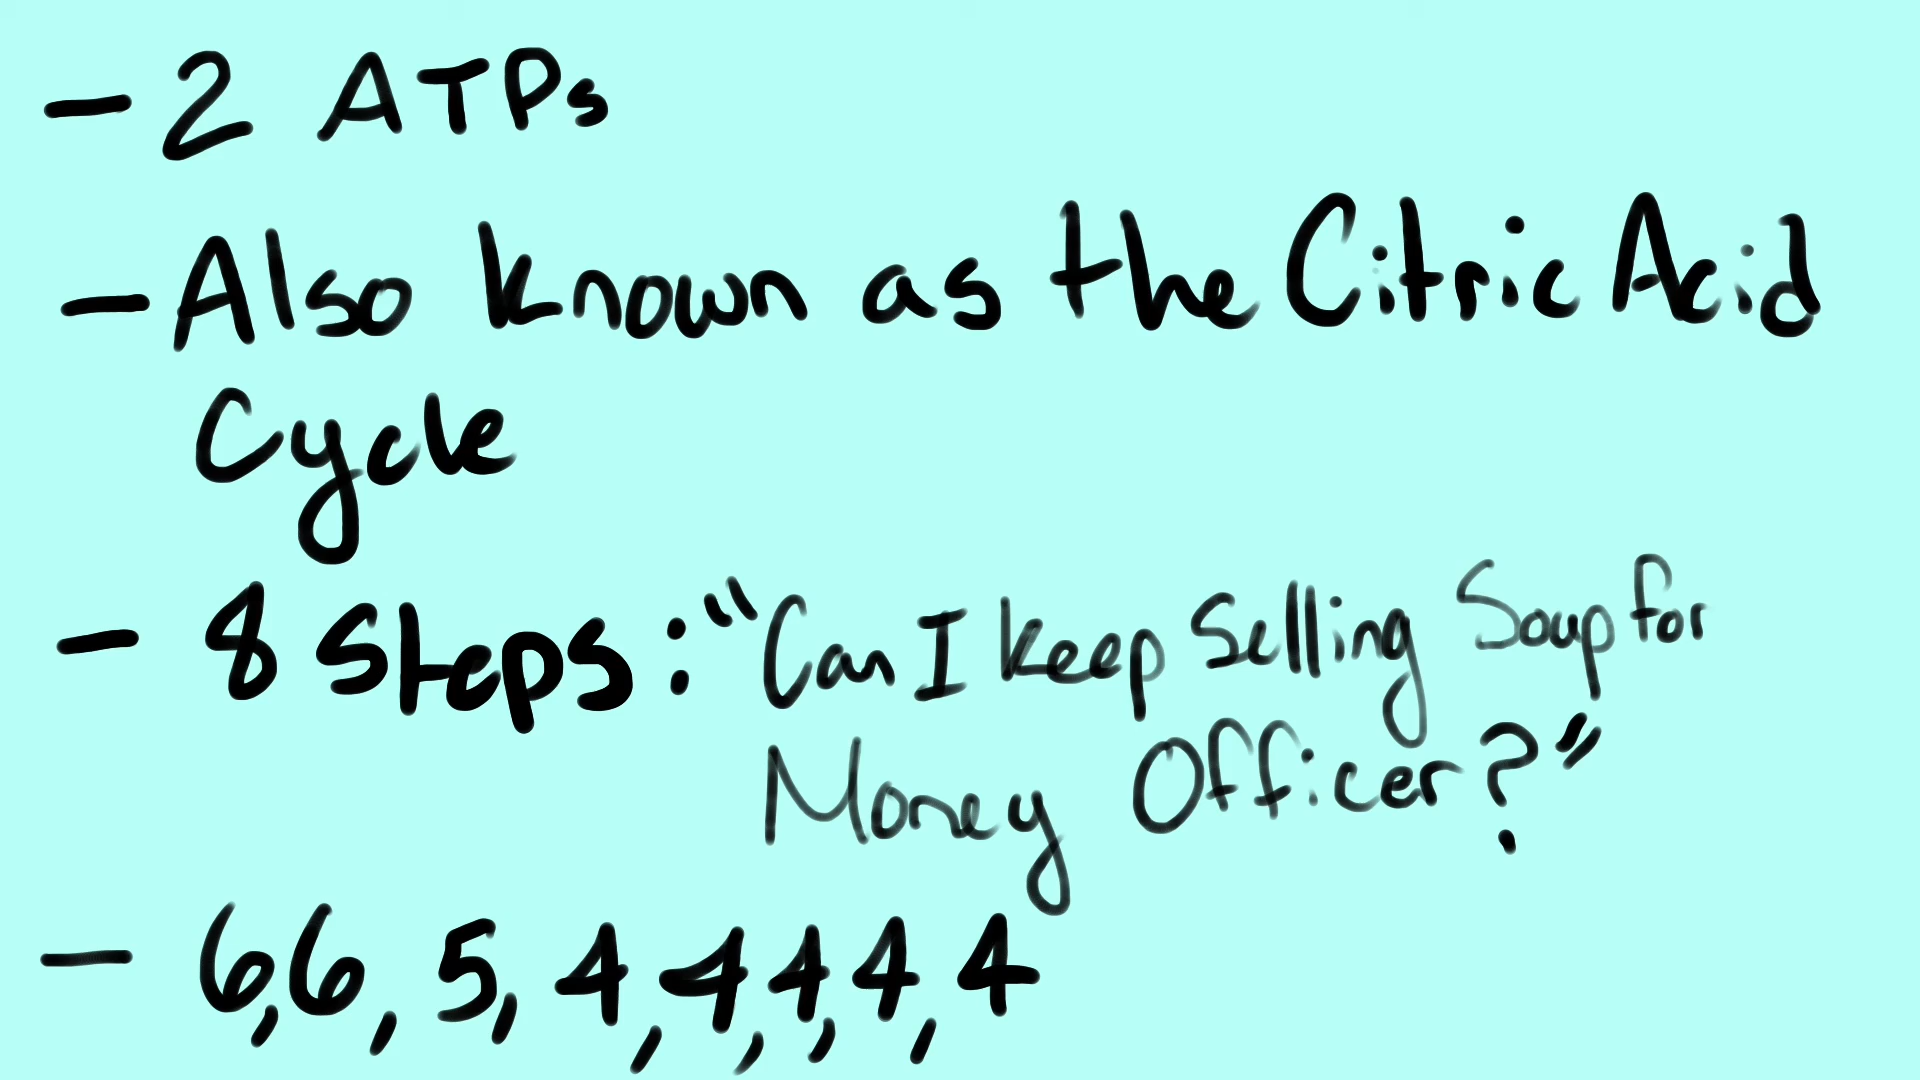 - 2 ATPs
- Also known as the Citric Acid
Cycle
- 8 Steps: "Can I keep Selling Soup for
Money Officer?"
- 6, 6, 5, 4, 4, 4, 4, 4